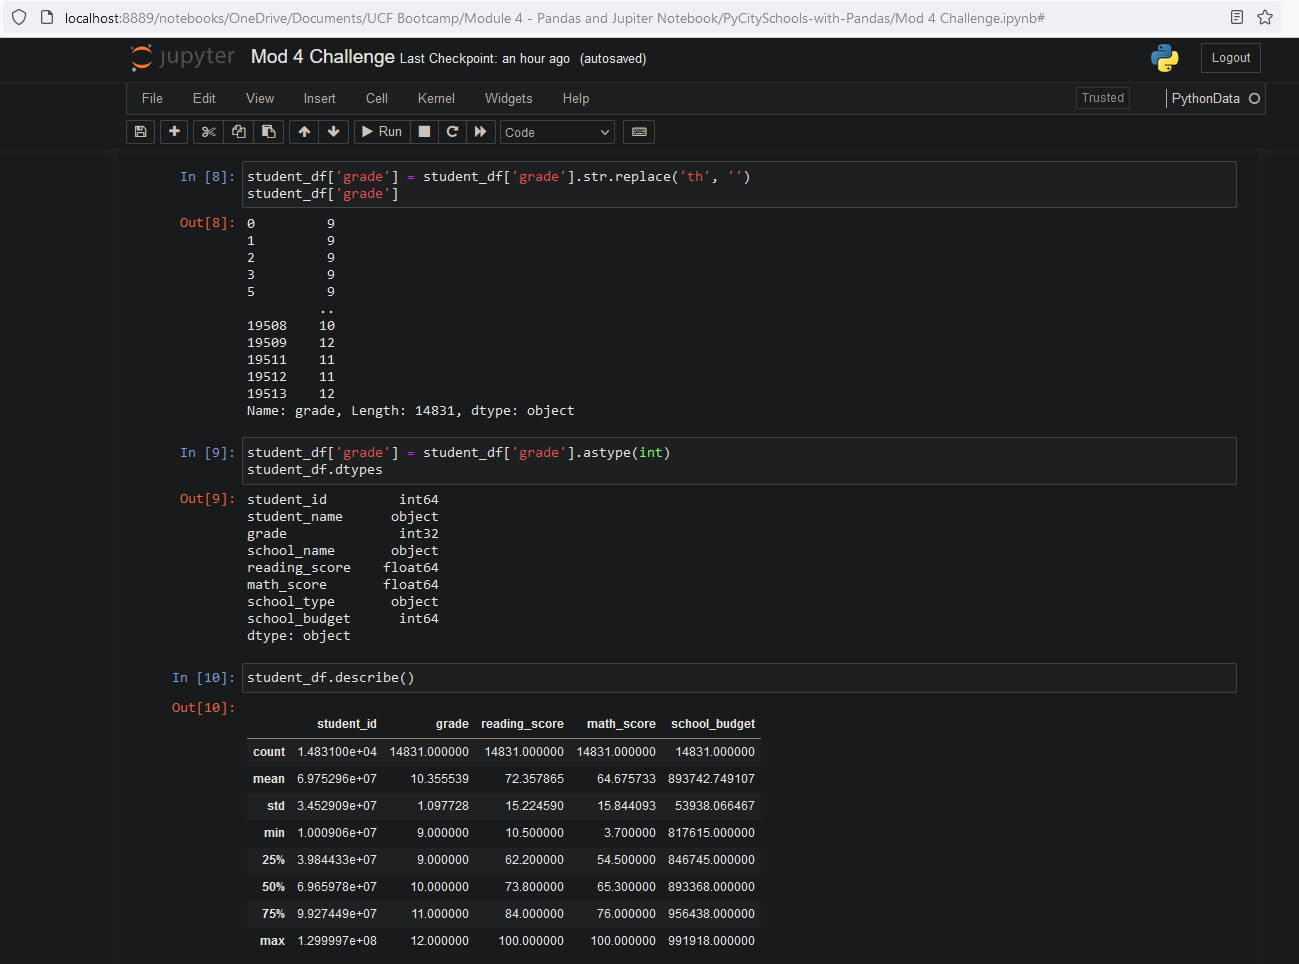 localhost:8889/notebooks/OneDrive/Documents/UCF Bootcamp/Module 4 - Pandas and Jupiter Notebook/PyCitySchools-with-Pandas/Mod 4 Challenge.ipynb#
jupyter Mod 4 Challenge Last Checkpoint: an hour ago (autosaved) Logout
File Edit View Insert Cell Kernel Widgets Help Trusted PythonData
Run Code
In [8]: student_df['grade'] = student_df['grade'].str.replace('th', '')
student_df['grade']
Out[8]: 0 9
1 9
2 9
3 9
5 9
..
19508 10
19509 12
19511 11
19512 11
19513 12
Name: grade, Length: 14831, dtype: object
In [9]: student_df['grade'] = student_df['grade'].astype(int)
student_df.dtypes
Out[9]: student_id int64
student_name object
grade int32
school_name object
reading_score float64
math_score float64
school_type object
school_budget int64
dtype: object
In [10]: student_df.describe()
Out[10]:
student_id grade reading_score math_score school_budget
count 1.483100e+04 14831.000000 14831.000000 14831.000000 14831.000000
mean 6.975296e+07 10.355539 72.357865 64.675733 893742.749107
std 3.452909e+07 1.097728 15.224590 15.844093 53938.066467
min 1.000906e+07 9.000000 10.500000 3.700000 817615.000000
25% 3.984433e+07 9.000000 62.200000 54.500000 846745.000000
50% 6.965978e+07 10.000000 73.800000 65.300000 893368.000000
75% 9.927449e+07 11.000000 84.000000 76.000000 956438.000000
max 1.299997e+08 12.000000 100.000000 100.000000 991918.000000